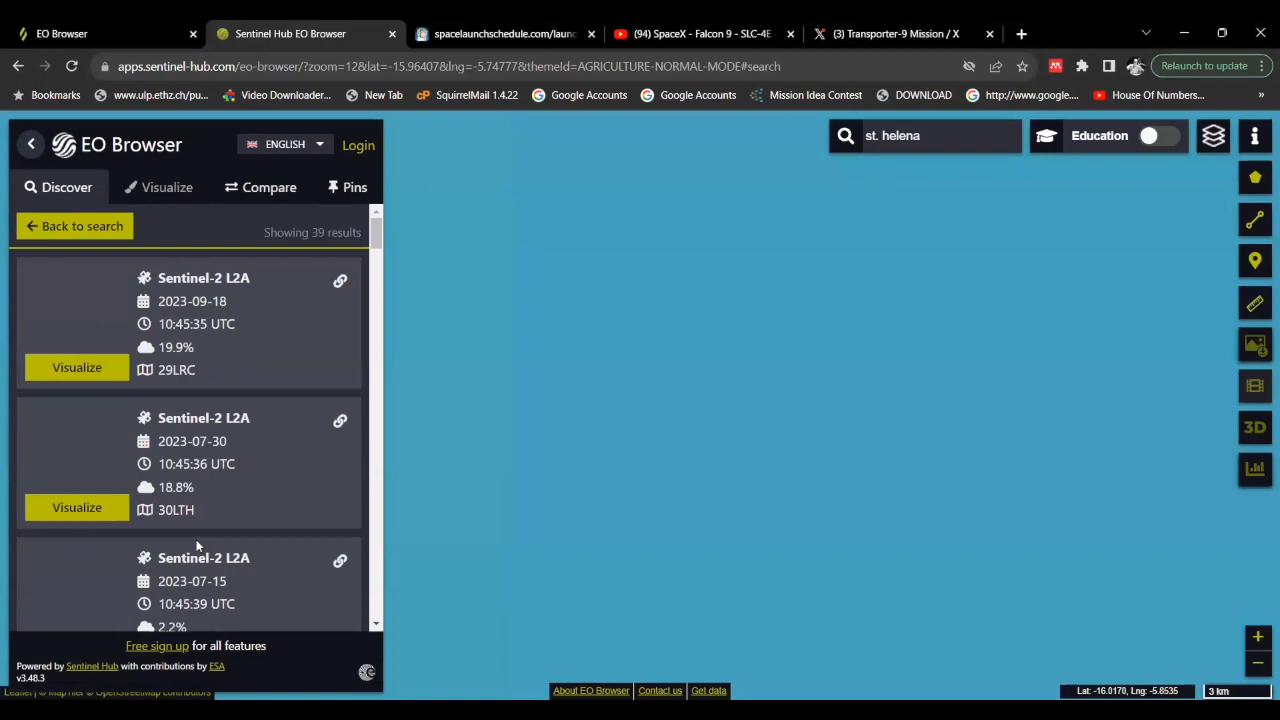 EO Browser
Sentinel Hub EO Browser
spacelaunchschedule.com/laun
(94) SpaceX - Falcon 9 - SLC-4E
(3) Transporter-9 Mission / X
apps.sentinel-hub.com/eo-browser/?zoom=12&lat=-15.96407&lng=-5.74777&themeId=AGRICULTURE-NORMAL-MODE#search
Relaunch to update
Bookmarks
www.ulp.ethz.ch/pu...
Video Downloader...
New Tab
SquirrelMail 1.4.22
Google Accounts
Google Accounts
Mission Idea Contest
DOWNLOAD
http://www.google....
House Of Numbers...
»
EO Browser
ENGLISH
Login
st. helena
Education
Discover
Visualize
Compare
Pins
Back to search
Showing 39 results
Sentinel-2 L2A
2023-09-18
10:45:35 UTC
19.9%
Visualize
29LRC
Sentinel-2 L2A
2023-07-30
10:45:36 UTC
18.8%
Visualize
30LTH
Sentinel-2 L2A
2023-07-15
10:45:39 UTC
2.2%
3D
Free sign up for all features
Powered by Sentinel Hub with contributions by ESA
v3.48.3
Leaflet | © MapTiler © OpenStreetMap contributors
About EO Browser
Contact us
Get data
Lat: -16.0170, Lng: -5.8535
3 km